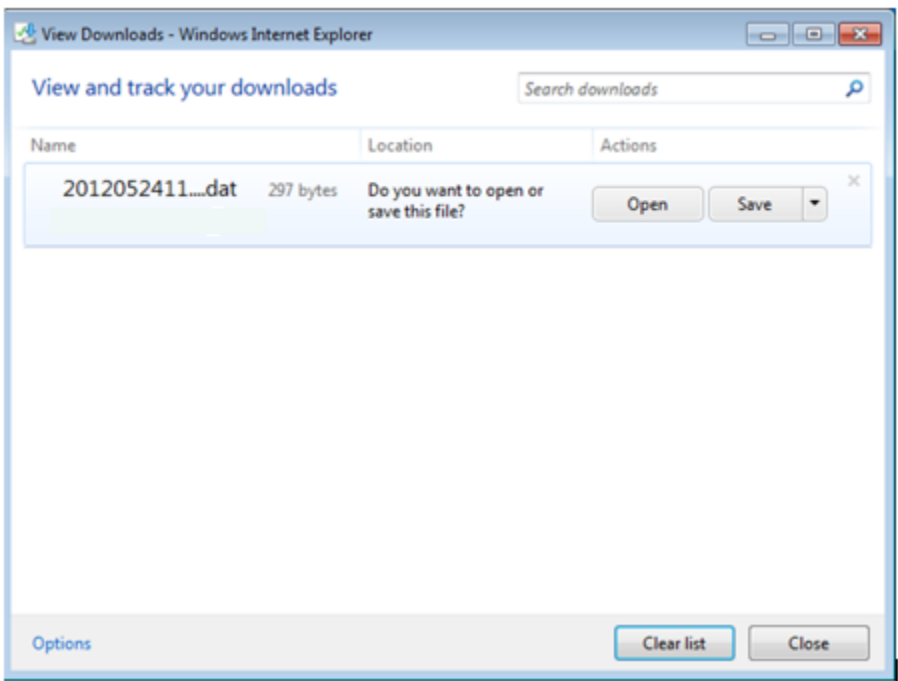 View Downloads - Windows Internet Explorer
View and track your downloads
Search downloads
Name Location Actions
2012052411....dat 297 bytes Do you want to open or save this file? Open Save
Options Clear list Close